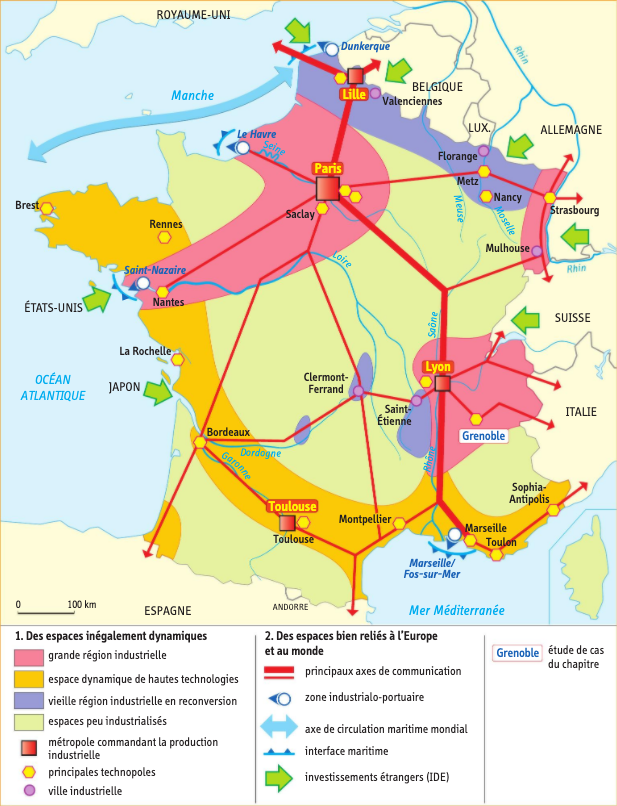 ROYAUME-UNI
Dunkerque
Rhin
Manche
Lille
BELGIQUE
Valenciennes
LUX.
ALLEMAGNE
Le Havre
Seine
Florange
Paris
Metz
Nancy
Saclay
Meuse
Moselle
Strasbourg
Brest
Rennes
Mulhouse
Loire
Rhin
Saint-Nazaire
Nantes
ÉTATS-UNIS
SUISSE
Saône
La Rochelle
Lyon
OCÉAN
ATLANTIQUE
JAPON
Clermont-
Ferrand
Saint-
Étienne
ITALIE
Grenoble
Bordeaux
Dordogne
Garonne
Rhône
Sophia-
Antipolis
Toulouse
Montpellier
Marseille
Toulouse
Toulon
Marseille/
Fos-sur-Mer
0 100 km
ESPAGNE
ANDORRE
Mer Méditerranée
1. Des espaces inégalement dynamiques
grande région industrielle
espace dynamique de hautes technologies
vieille région industrielle en reconversion
espaces peu industrialisés
métropole commandant la production
industrielle
principales technopoles
ville industrielle
2. Des espaces bien reliés à l'Europe
et au monde
principaux axes de communication
zone industrialo-portuaire
axe de circulation maritime mondial
interface maritime
investissements étrangers (IDE)
Grenoble étude de cas
du chapitre